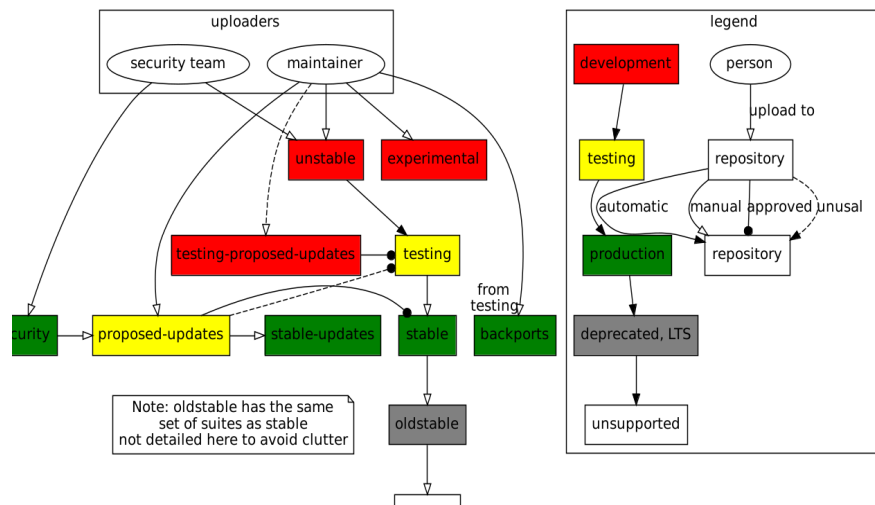 uploaders
legend
security team
maintainer
development
person
upload to
unstable
experimental
testing
repository
automatic
manual
approved
unusal
testing-proposed-updates
testing
production
repository
from
testing
curity
proposed-updates
stable-updates
stable
backports
deprecated, LTS
Note: oldstable has the same
set of suites as stable
not detailed here to avoid clutter
oldstable
unsupported